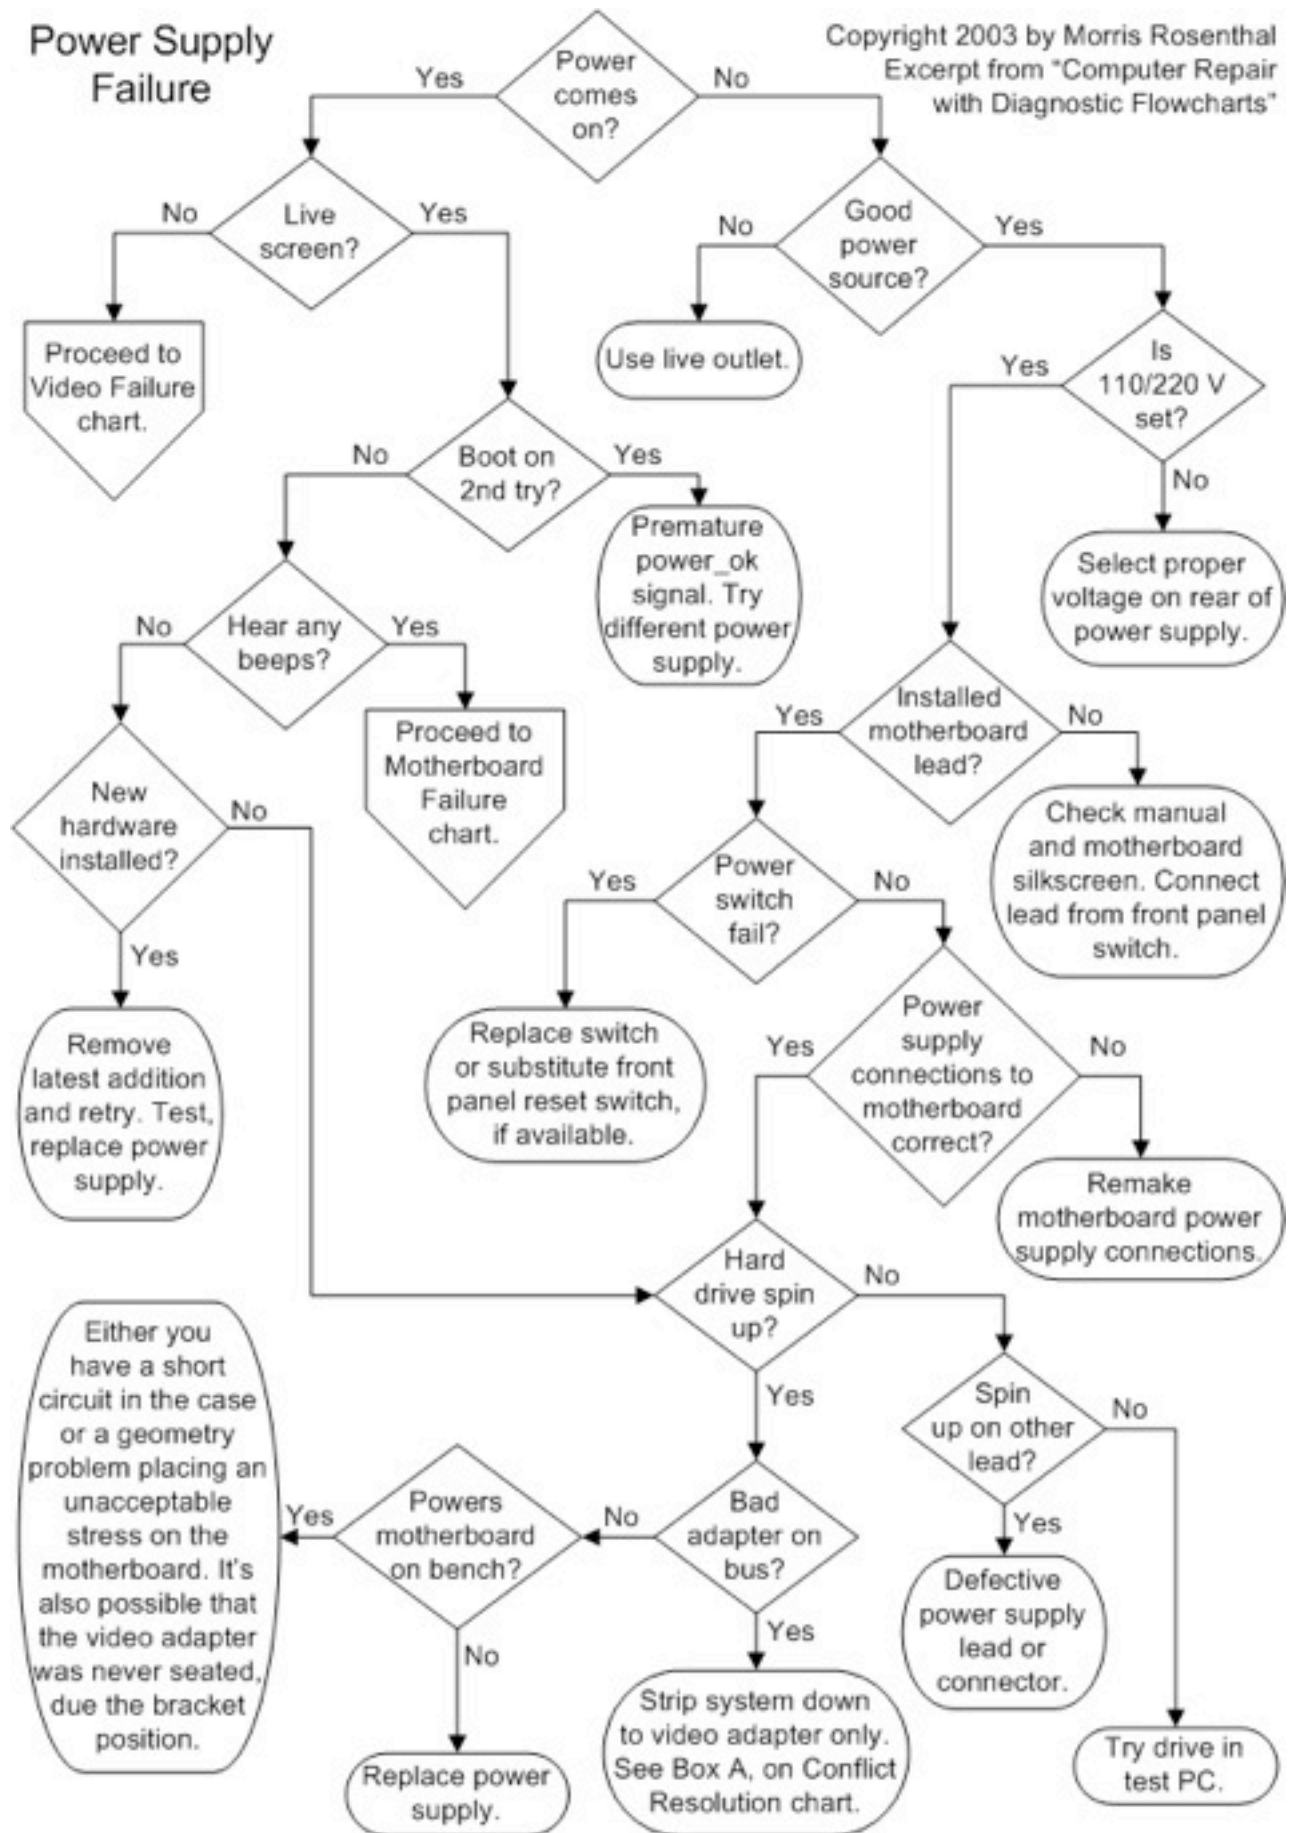 Power Supply
Failure
Copyright 2003 by Morris Rosenthal
Excerpt from “Computer Repair
with Diagnostic Flowcharts”
Power
comes
on?
Yes
No
Live
screen?
No
Yes
Good
power
source?
No
Yes
Proceed to
Video Failure
chart.
Use live outlet.
Is
110/220 V
set?
Yes
No
Boot on
2nd try?
No
Yes
Premature
power_ok
signal. Try
different power
supply.
Select proper
voltage on rear of
power supply.
Hear any
beeps?
No
Yes
Proceed to
Motherboard
Failure
chart.
Installed
motherboard
lead?
Yes
No
Check manual
and motherboard
silkscreen. Connect
lead from front panel
switch.
New
hardware
installed?
No
Yes
Power
switch
fail?
Yes
No
Remove
latest addition
and retry. Test,
replace power
supply.
Replace switch
or substitute front
panel reset switch,
if available.
Power
supply
connections to
motherboard
correct?
Yes
No
Remake
motherboard power
supply connections.
Hard
drive spin
up?
No
Yes
Spin
up on other
lead?
No
Yes
Either you
have a short
circuit in the case
or a geometry
problem placing an
unacceptable
stress on the
motherboard. It's
also possible that
the video adapter
was never seated,
due the bracket
position.
Yes
Powers
motherboard
on bench?
No
No
Bad
adapter on
bus?
Yes
Defective
power supply
lead or
connector.
Replace power
supply.
Strip system down
to video adapter only.
See Box A, on Conflict
Resolution chart.
Try drive in
test PC.